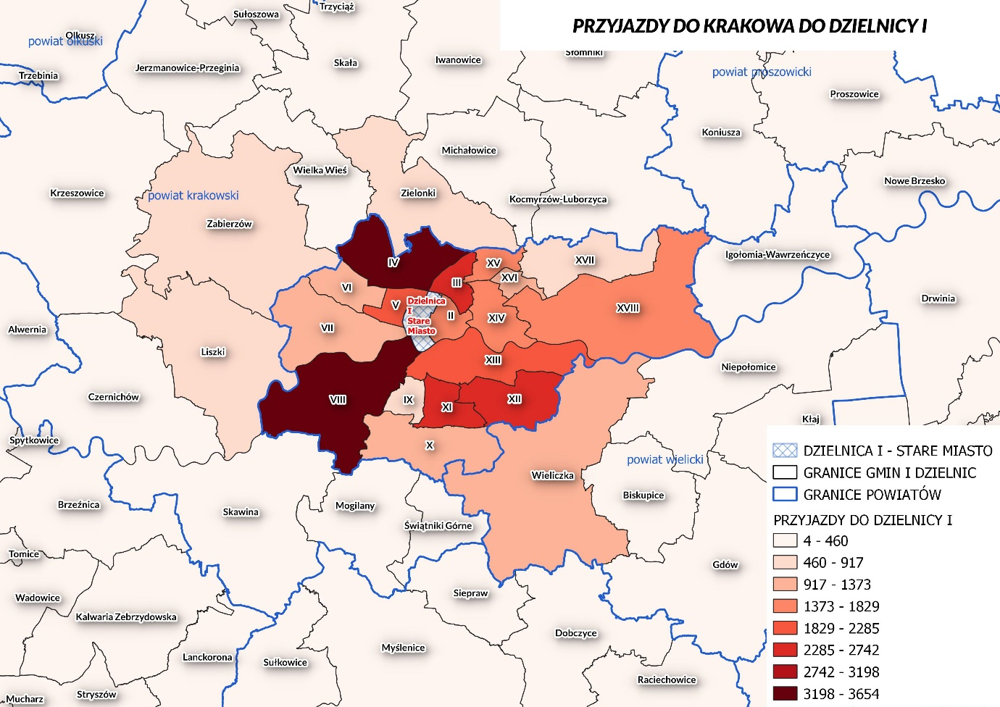 PRZYJAZDY DO KRAKOWA DO DZIELNICY I
Trzyciąż
Sułoszowa
Olkusz
powiat olkuski
Słomniki
Iwanowice
Skała
Jerzmanowice-Przeginia
powiat proszowicki
Trzebinia
Proszowice
Koniusza
Michałowice
Wielka Wieś
Nowe Brzesko
Krzeszowice
powiat krakowski
Zielonki
Kocmyrzów-Luborzyca
Zabierzów
Igołomia-Wawrzeńczyce
IV
XV
XVII
III
XVI
VI
Drwinia
V
Dzielnica
I
Stare
Miasto
II
XIV
XVIII
VII
Alwernia
Liszki
XIII
Niepołomice
Czernichów
VIII
IX
XI
XII
Kłaj
Spytkowice
X
powiat wielicki
Wieliczka
Biskupice
Brzeźnica
Skawina
Mogilany
Świątniki Górne
Tomice
Gdów
Wadowice
Siepraw
Kalwaria Zebrzydowska
Dobczyce
Myślenice
Lanckorona
Sułkowice
Raciechowice
Stryszów
Mucharz
DZIELNICA I - STARE MIASTO
GRANICE GMIN I DZIELNIC
GRANICE POWIATÓW
PRZYJAZDY DO DZIELNICY I
4 - 460
460 - 917
917 - 1373
1373 - 1829
1829 - 2285
2285 - 2742
2742 - 3198
3198 - 3654